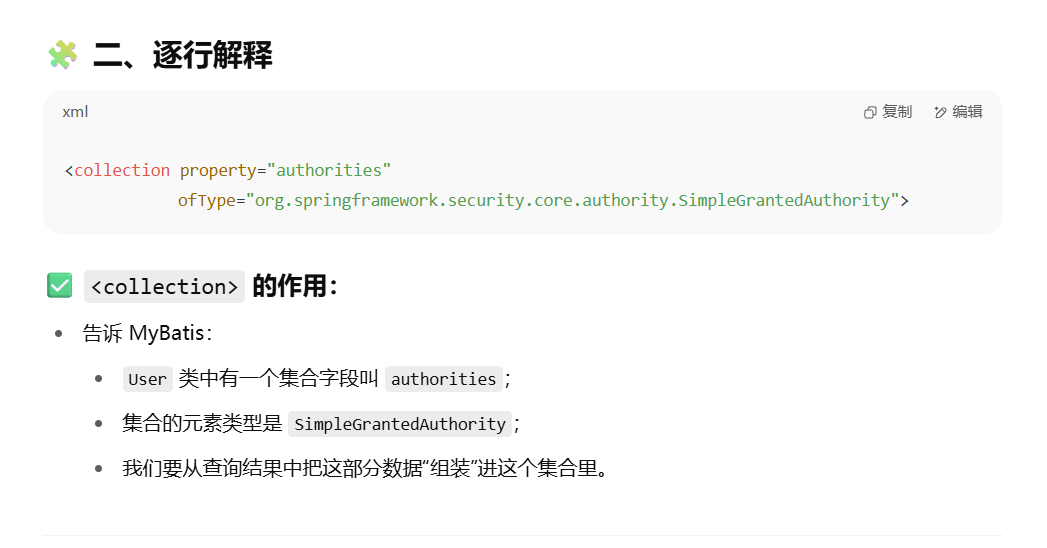 二、逐行解释
xml
复制
编辑
<collection property="authorities"
ofType="org.springframework.security.core.authority.SimpleGrantedAuthority">
<collection> 的作用：
告诉 MyBatis：
User 类中有一个集合字段叫 authorities；
集合的元素类型是 SimpleGrantedAuthority；
我们要从查询结果中把这部分数据“组装”进这个集合里。